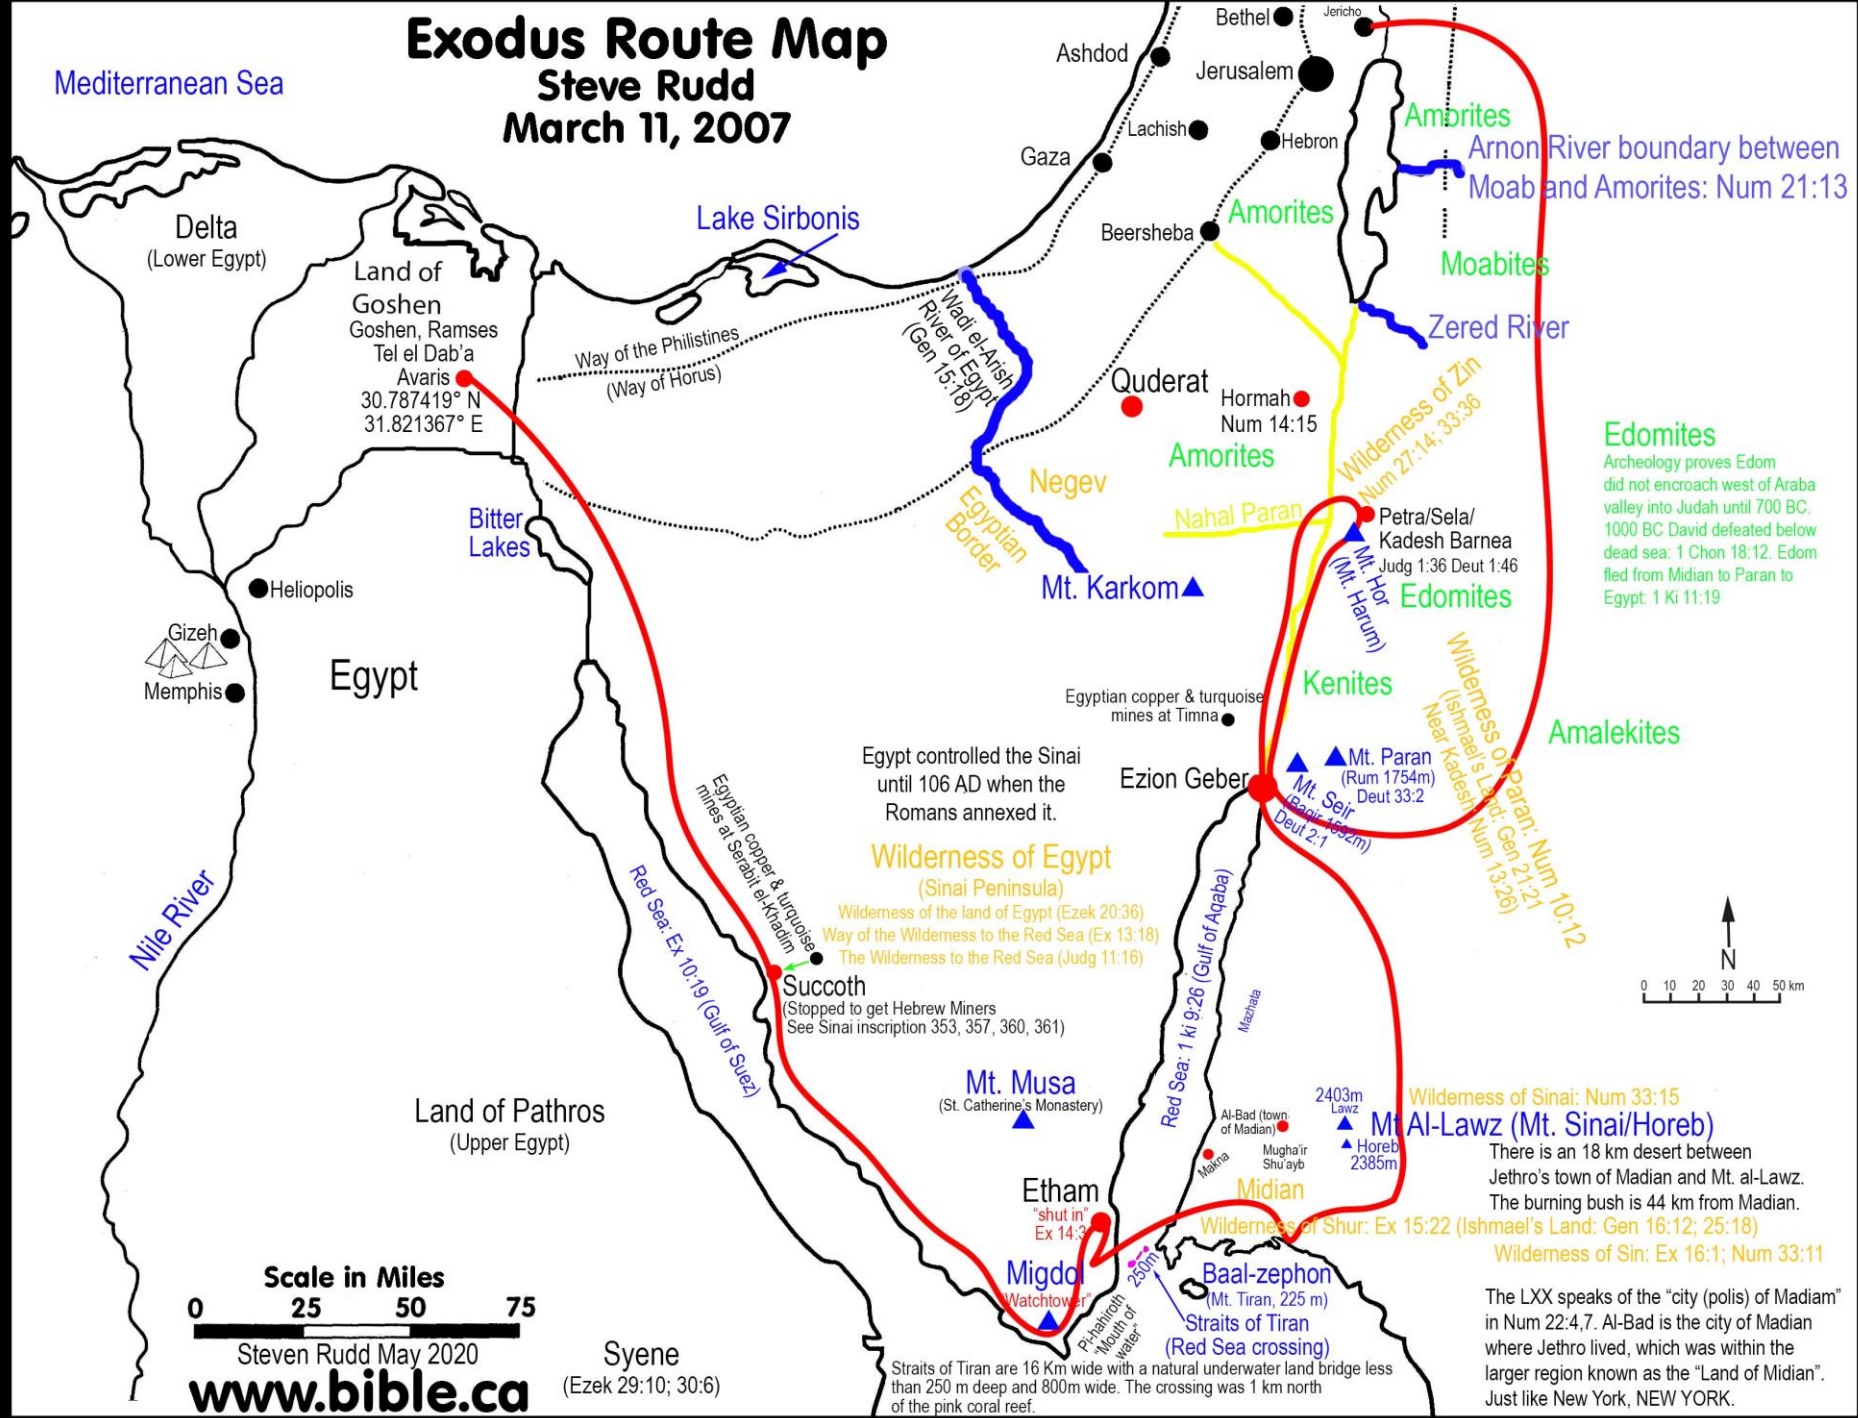 Exodus Route Map
Steve Rudd
March 11, 2007
Mediterranean Sea
Bethel
Jericho
Ashdod
Jerusalem
Lachish
Hebron
Gaza
Beersheba
Amorites
Arnon River boundary between
Moab and Amorites: Num 21:13
Amorites
Moabites
Zered River
Delta
(Lower Egypt)
Land of
Goshen
Goshen, Ramses
Tel el Dab'a
Avaris
30.787419° N
31.821367° E
Lake Sirbonis
Way of the Philistines
(Way of Horus)
Wadi el-Arish
River of Egypt
(Gen 15:18)
Quderat
Hormah
Num 14:15
Wilderness of Zin
Num 27:14; 33:36
Amorites
Negev
Egyptian
Border
Nahal Paran
Petra/Sela/
Kadesh Barnea
Judg 1:36 Deut 1:46
Mt. Hor
(Mt. Harum)
Edomites
Edomites
Archeology proves Edom
did not encroach west of Araba
valley into Judah until 700 BC.
1000 BC David defeated below
dead sea: 1 Chon 18:12. Edom
fled from Midian to Paran to
Egypt: 1 Ki 11:19
Bitter
Lakes
Mt. Karkom
Heliopolis
Gizeh
Memphis
Egypt
Kenites
Egyptian copper & turquoise
mines at Timna
Wilderness of Paran: Num 10:12
(Ishmael's Land: Gen 21:21
Near Kadesh: Num 13:26)
Amalekites
Ezion Geber
Mt. Paran
(Rum 1754m)
Deut 33:2
Mt. Seir
(Baqir 1592m)
Deut 2:1
Egypt controlled the Sinai
until 106 AD when the
Romans annexed it.
Egyptian copper & turquoise
mines at Serabit el-Khadim
Wilderness of Egypt
(Sinai Peninsula)
Wilderness of the land of Egypt (Ezek 20:36)
Way of the Wilderness to the Red Sea (Ex 13:18)
The Wilderness to the Red Sea (Judg 11:16)
Nile River
Red Sea: Ex 10:19 (Gulf of Suez)
Succoth
(Stopped to get Hebrew Miners
See Sinai inscription 353, 357, 360, 361)
Red Sea: 1 ki 9:26 (Gulf of Aqaba)
Mazhata
N
0 10 20 30 40 50 km
Mt. Musa
(St. Catherine's Monastery)
Land of Pathros
(Upper Egypt)
Al-Bad (town
of Madian)
Mugha'ir
Shu'ayb
Makna
Midian
2403m
Lawz
Horeb
2385m
Wilderness of Sinai: Num 33:15
Mt Al-Lawz (Mt. Sinai/Horeb)
There is an 18 km desert between
Jethro's town of Madian and Mt. al-Lawz.
The burning bush is 44 km from Madian.
Wilderness of Shur: Ex 15:22 (Ishmael's Land: Gen 16:12; 25:18)
Wilderness of Sin: Ex 16:1; Num 33:11
Etham
"shut in"
Ex 14:3
Migdol
"Watchtower"
Pi-hahiroth
"Mouth of
water"
250m
Baal-zephon
(Mt. Tiran, 225 m)
Straits of Tiran
(Red Sea crossing)
Straits of Tiran are 16 Km wide with a natural underwater land bridge less
than 250 m deep and 800m wide. The crossing was 1 km north
of the pink coral reef.
The LXX speaks of the "city (polis) of Madiam"
in Num 22:4,7. Al-Bad is the city of Madian
where Jethro lived, which was within the
larger region known as the "Land of Midian".
Just like New York, NEW YORK.
Scale in Miles
0 25 50 75
Steven Rudd May 2020
www.bible.ca
Syene
(Ezek 29:10; 30:6)